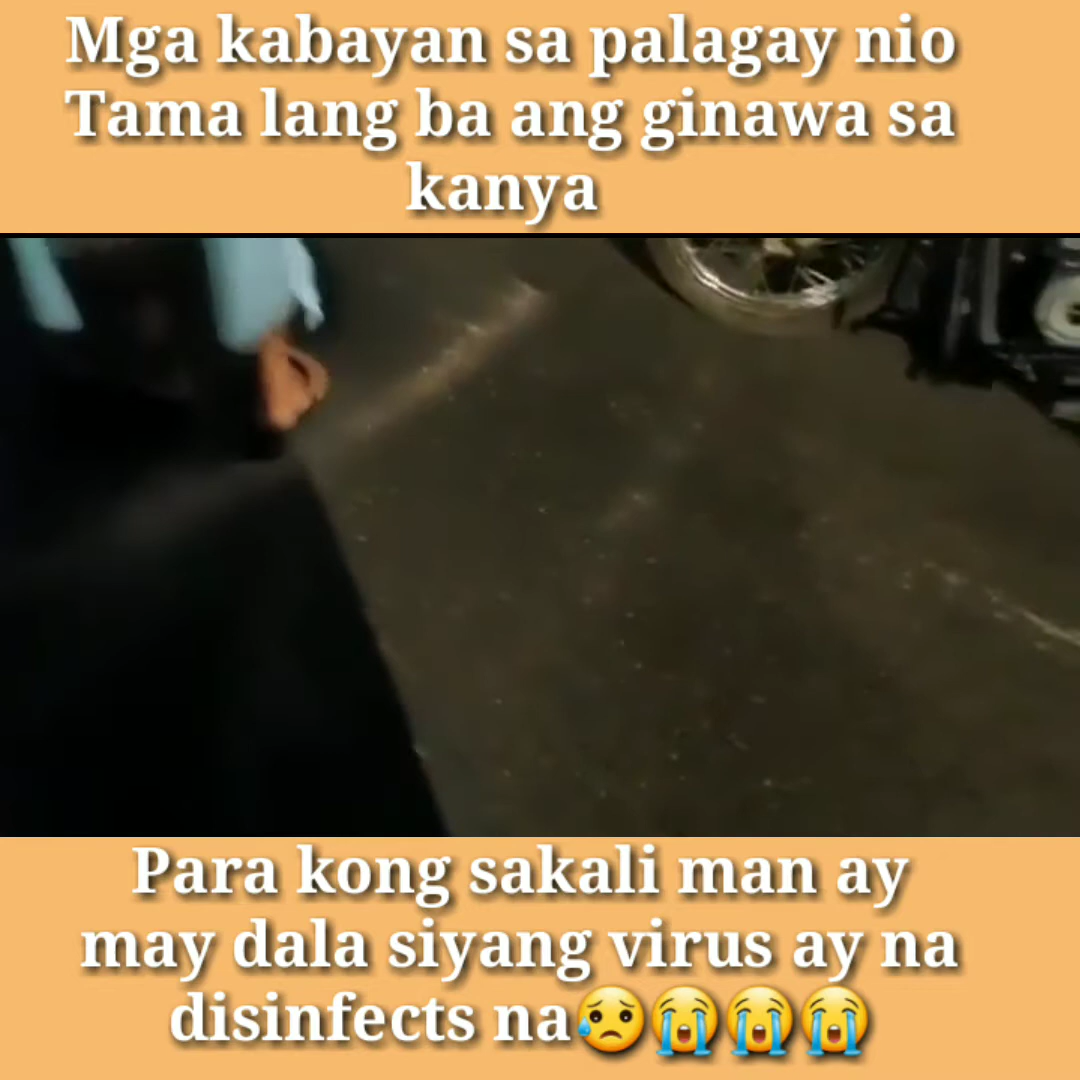 Mga kabayan sa palagay nio
Tama lang ba ang ginawa sa
kanya
Para kong sakali man ay
may dala siyang virus ay na
disinfects na😥😭😭😭